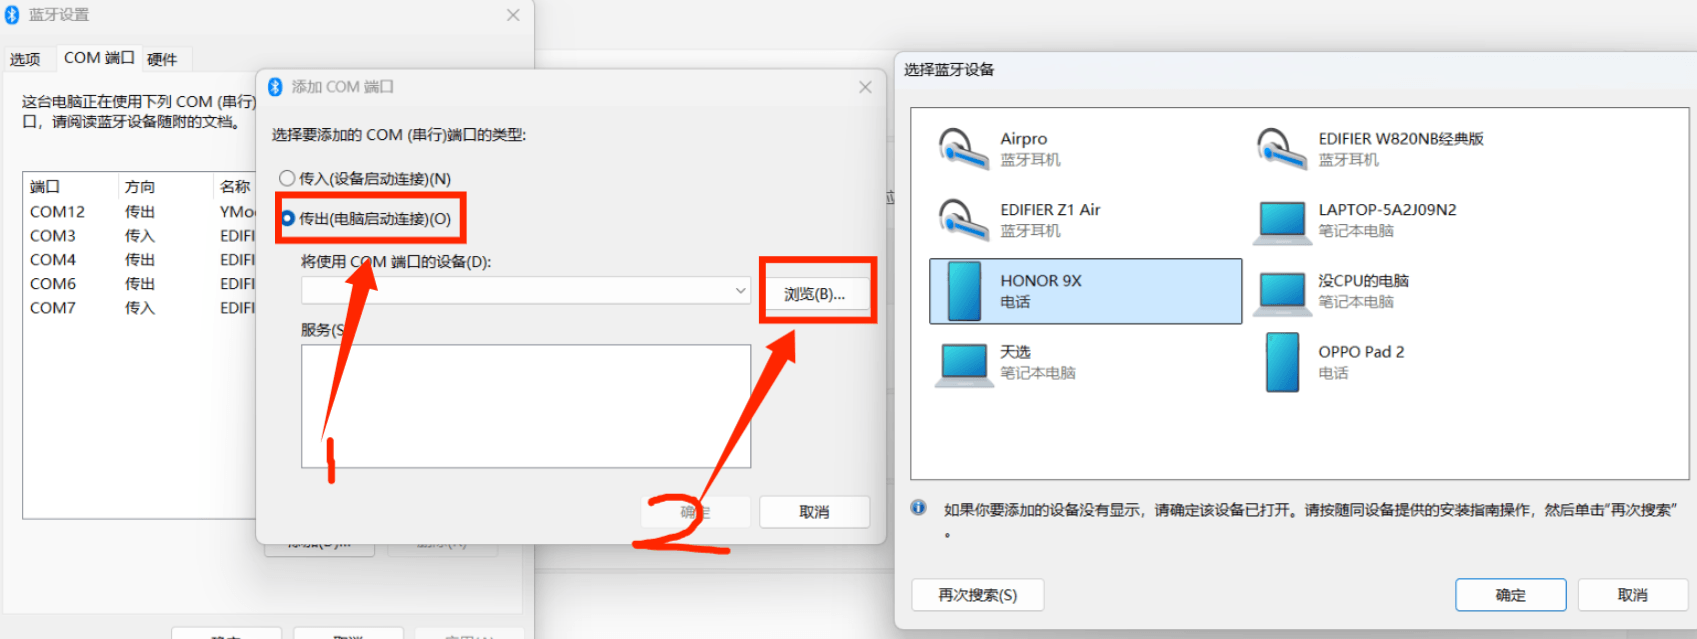 蓝牙设置
选项 COM 端口 硬件
这台电脑正在使用下列 COM (串行)
口，请阅读蓝牙设备随附的文档。
端口 方向 名称
COM12 传出
COM3 传入 EDIFI
COM4 传出 EDIFI
COM6 传出 EDIFI
COM7 传入 EDIFI
添加 COM 端口
选择要添加的 COM (串行)端口的类型:
传入(设备启动连接)(N)
传出(电脑启动连接)(O)
将使用 COM 端口的设备(D):
浏览(B)...
服务(S
1
2
确定 取消
选择蓝牙设备
Airpro
蓝牙耳机
EDIFIER W820NB经典版
蓝牙耳机
EDIFIER Z1 Air
蓝牙耳机
LAPTOP-5A2J09N2
笔记本电脑
HONOR 9X
电话
没CPU的电脑
笔记本电脑
天选
笔记本电脑
OPPO Pad 2
电话
如果你要添加的设备没有显示，请确定该设备已打开。请按随同设备提供的安装指南操作，然后单击“再次搜索”
。
再次搜索(S) 确定 取消